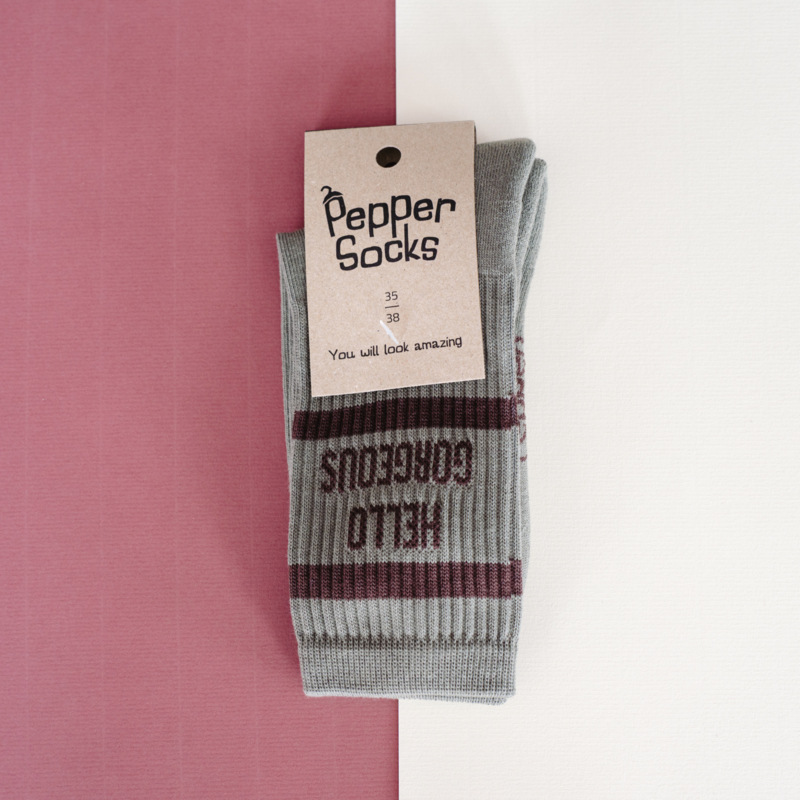 Pepper
Socks
35
38
You will look amazing
HELLO
GORGEOUS